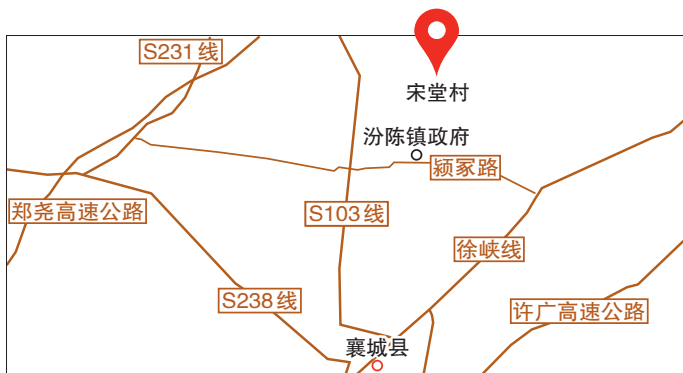 S231线
宋堂村
汾陈镇政府
颍冢路
郑尧高速公路
S103线
徐峡线
S238线
许广高速公路
襄城县